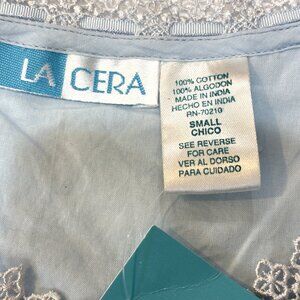 LA CERA
100% COTTON
100% ALGODON
MADE IN INDIA
HECHO EN INDIA
RN-70219
SMALL
CHICO
SEE REVERSE
FOR CARE
VER AL DORSO
PARA CUIDADO